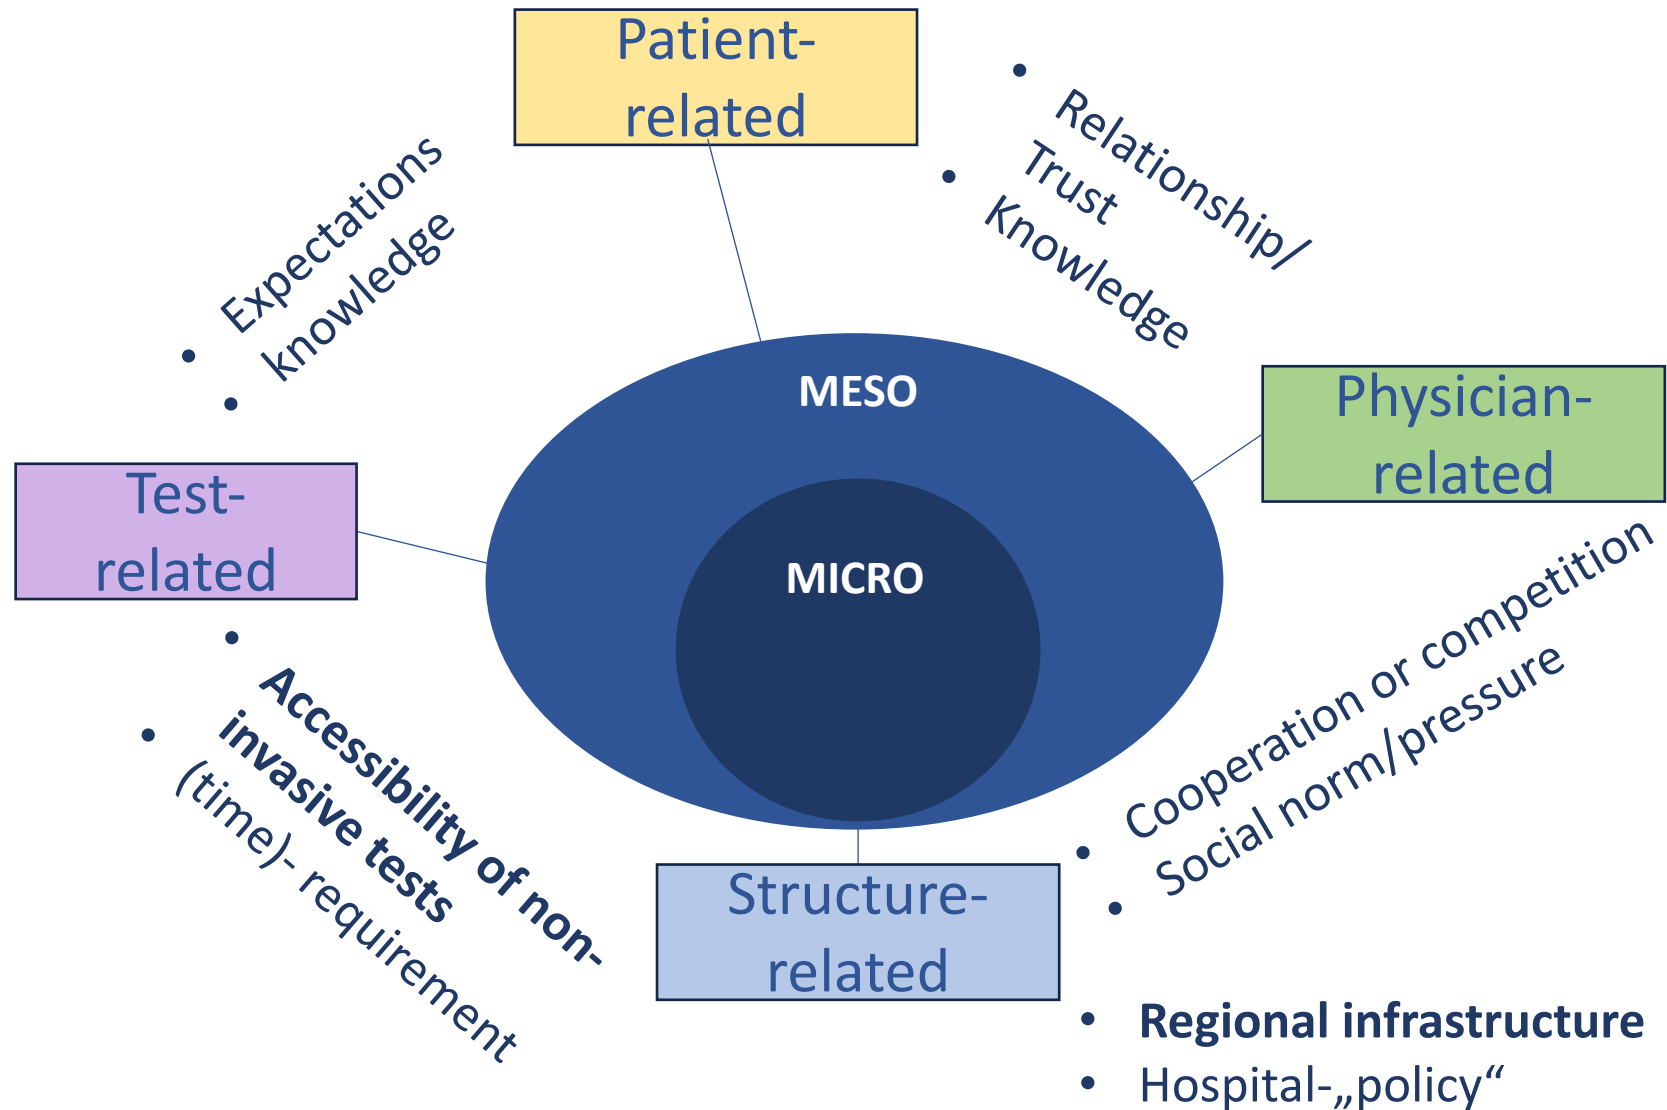 Patient-
related
• Relationship/
Trust
• Knowledge
• Expectations
• knowledge
MESO
Physician-
related
Test-
related
MICRO
• Cooperation or competition
• Social norm/pressure
• Accessibility of non-
invasive tests
• (time)- requirement
Structure-
related
• Regional infrastructure
• Hospital-„policy“